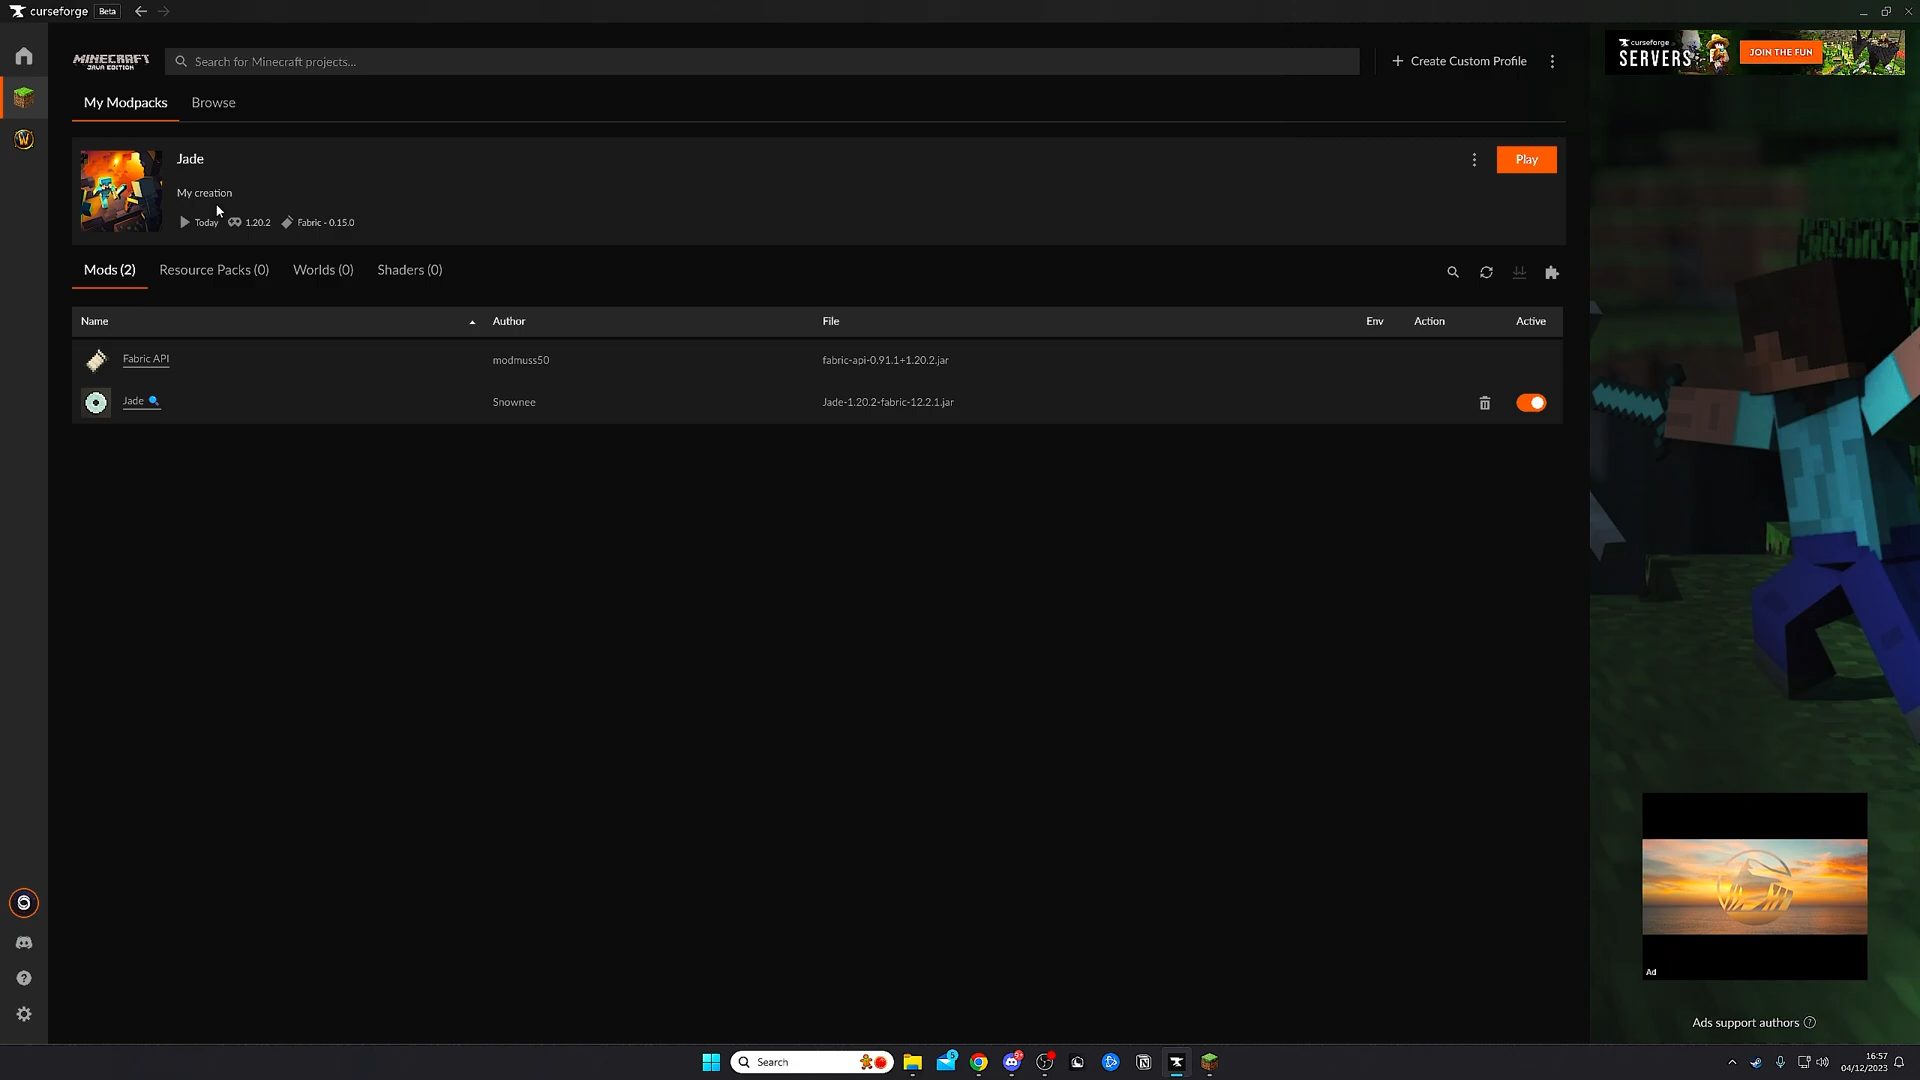 curseforge Beta
MINECRAFT
JAVA EDITION
Search for Minecraft projects...
Create Custom Profile
curseforge
SERVERS
JOIN THE FUN
My Modpacks Browse
Jade
Play
My creation
Today 1.20.2 Fabric - 0.15.0
Mods (2) Resource Packs (0) Worlds (0) Shaders (0)
Name Author File Env Action Active
Fabric API modmuss50 fabric-api-0.91.1+1.20.2.jar
Jade Snownee Jade-1.20.2-fabric-12.2.1.jar
Ad
Ads support authors
Search
5
9+
16:57
04/12/2023